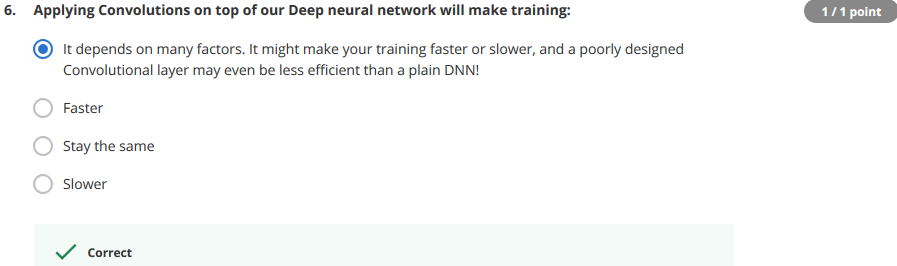 6. Applying Convolutions on top of our Deep neural network will make training:
1 / 1 point
It depends on many factors. It might make your training faster or slower, and a poorly designed
Convolutional layer may even be less efficient than a plain DNN!
Faster
Stay the same
Slower
Correct